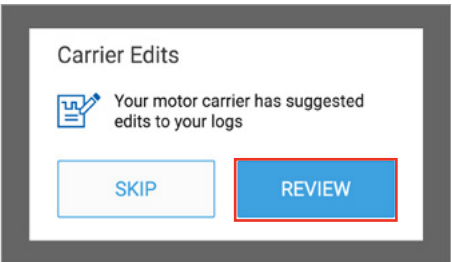 Carrier Edits
Your motor carrier has suggested
edits to your logs
SKIP
REVIEW